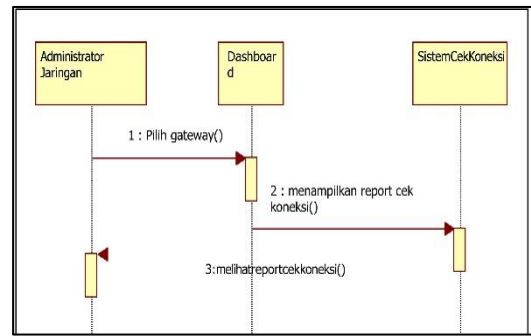 Administrator
Jaringan
Dashboar
d
SistemCekKoneksi
1 : Pilih gateway()
2 : menampilkan report cek
koneksi()
3:melihatreportcekkoneksi()